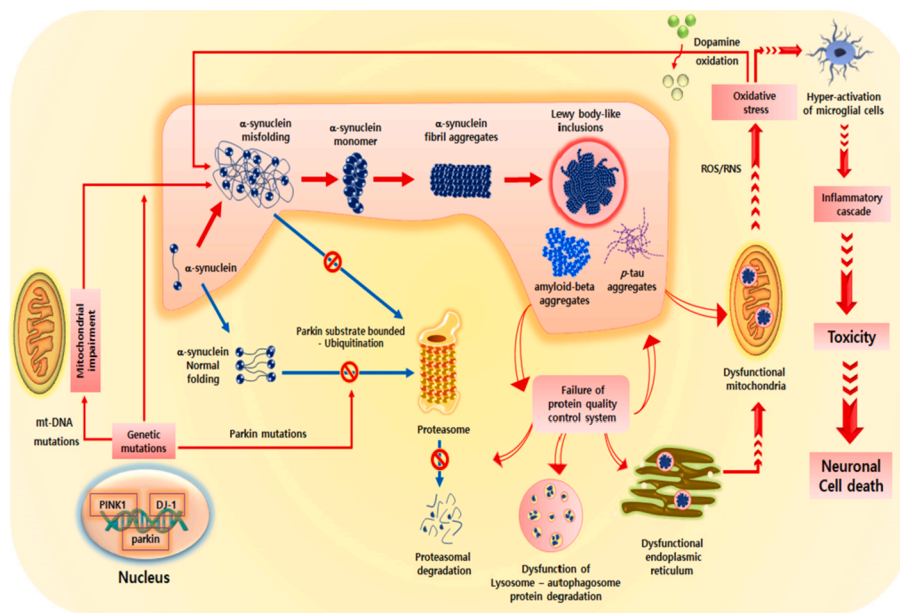 Dopamine
oxidation
Oxidative
stress
Hyper-activation
of microglial cells
α-synuclein
misfolding
α-synuclein
monomer
α-synuclein
fibril aggregates
Lewy body-like
inclusions
ROS/RNS
Inflammatory
cascade
α-synuclein
amyloid-beta
aggregates
p-tau
aggregates
Mitochondrial
impairment
Parkin substrate bounded
- Ubiquitination
α-synuclein
Normal
folding
Toxicity
Dysfunctional
mitochondria
Failure of
protein quality
control system
mt-DNA
mutations
Genetic
mutations
Parkin mutations
Proteasome
Neuronal
Cell death
PINK1
DJ-1
parkin
Nucleus
Proteasomal
degradation
Dysfunction of
Lysosome – autophagosome
protein degradation
Dysfunctional
endoplasmic
reticulum